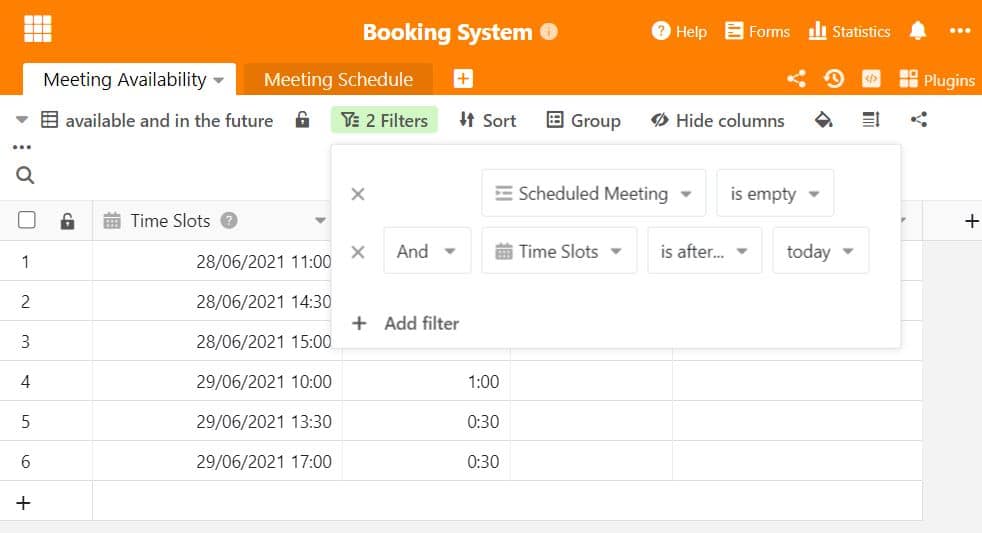 Booking System
Help
Forms
Statistics
Meeting Availability
Meeting Schedule
Plugins
available and in the future
2 Filters
Sort
Group
Hide columns
Scheduled Meeting
is empty
Time Slots
And
Time Slots
is after...
today
1 28/06/2021 11:00
2 28/06/2021 14:30
Add filter
3 28/06/2021 15:00
4 29/06/2021 10:00 1:00
5 29/06/2021 13:30 0:30
6 29/06/2021 17:00 0:30